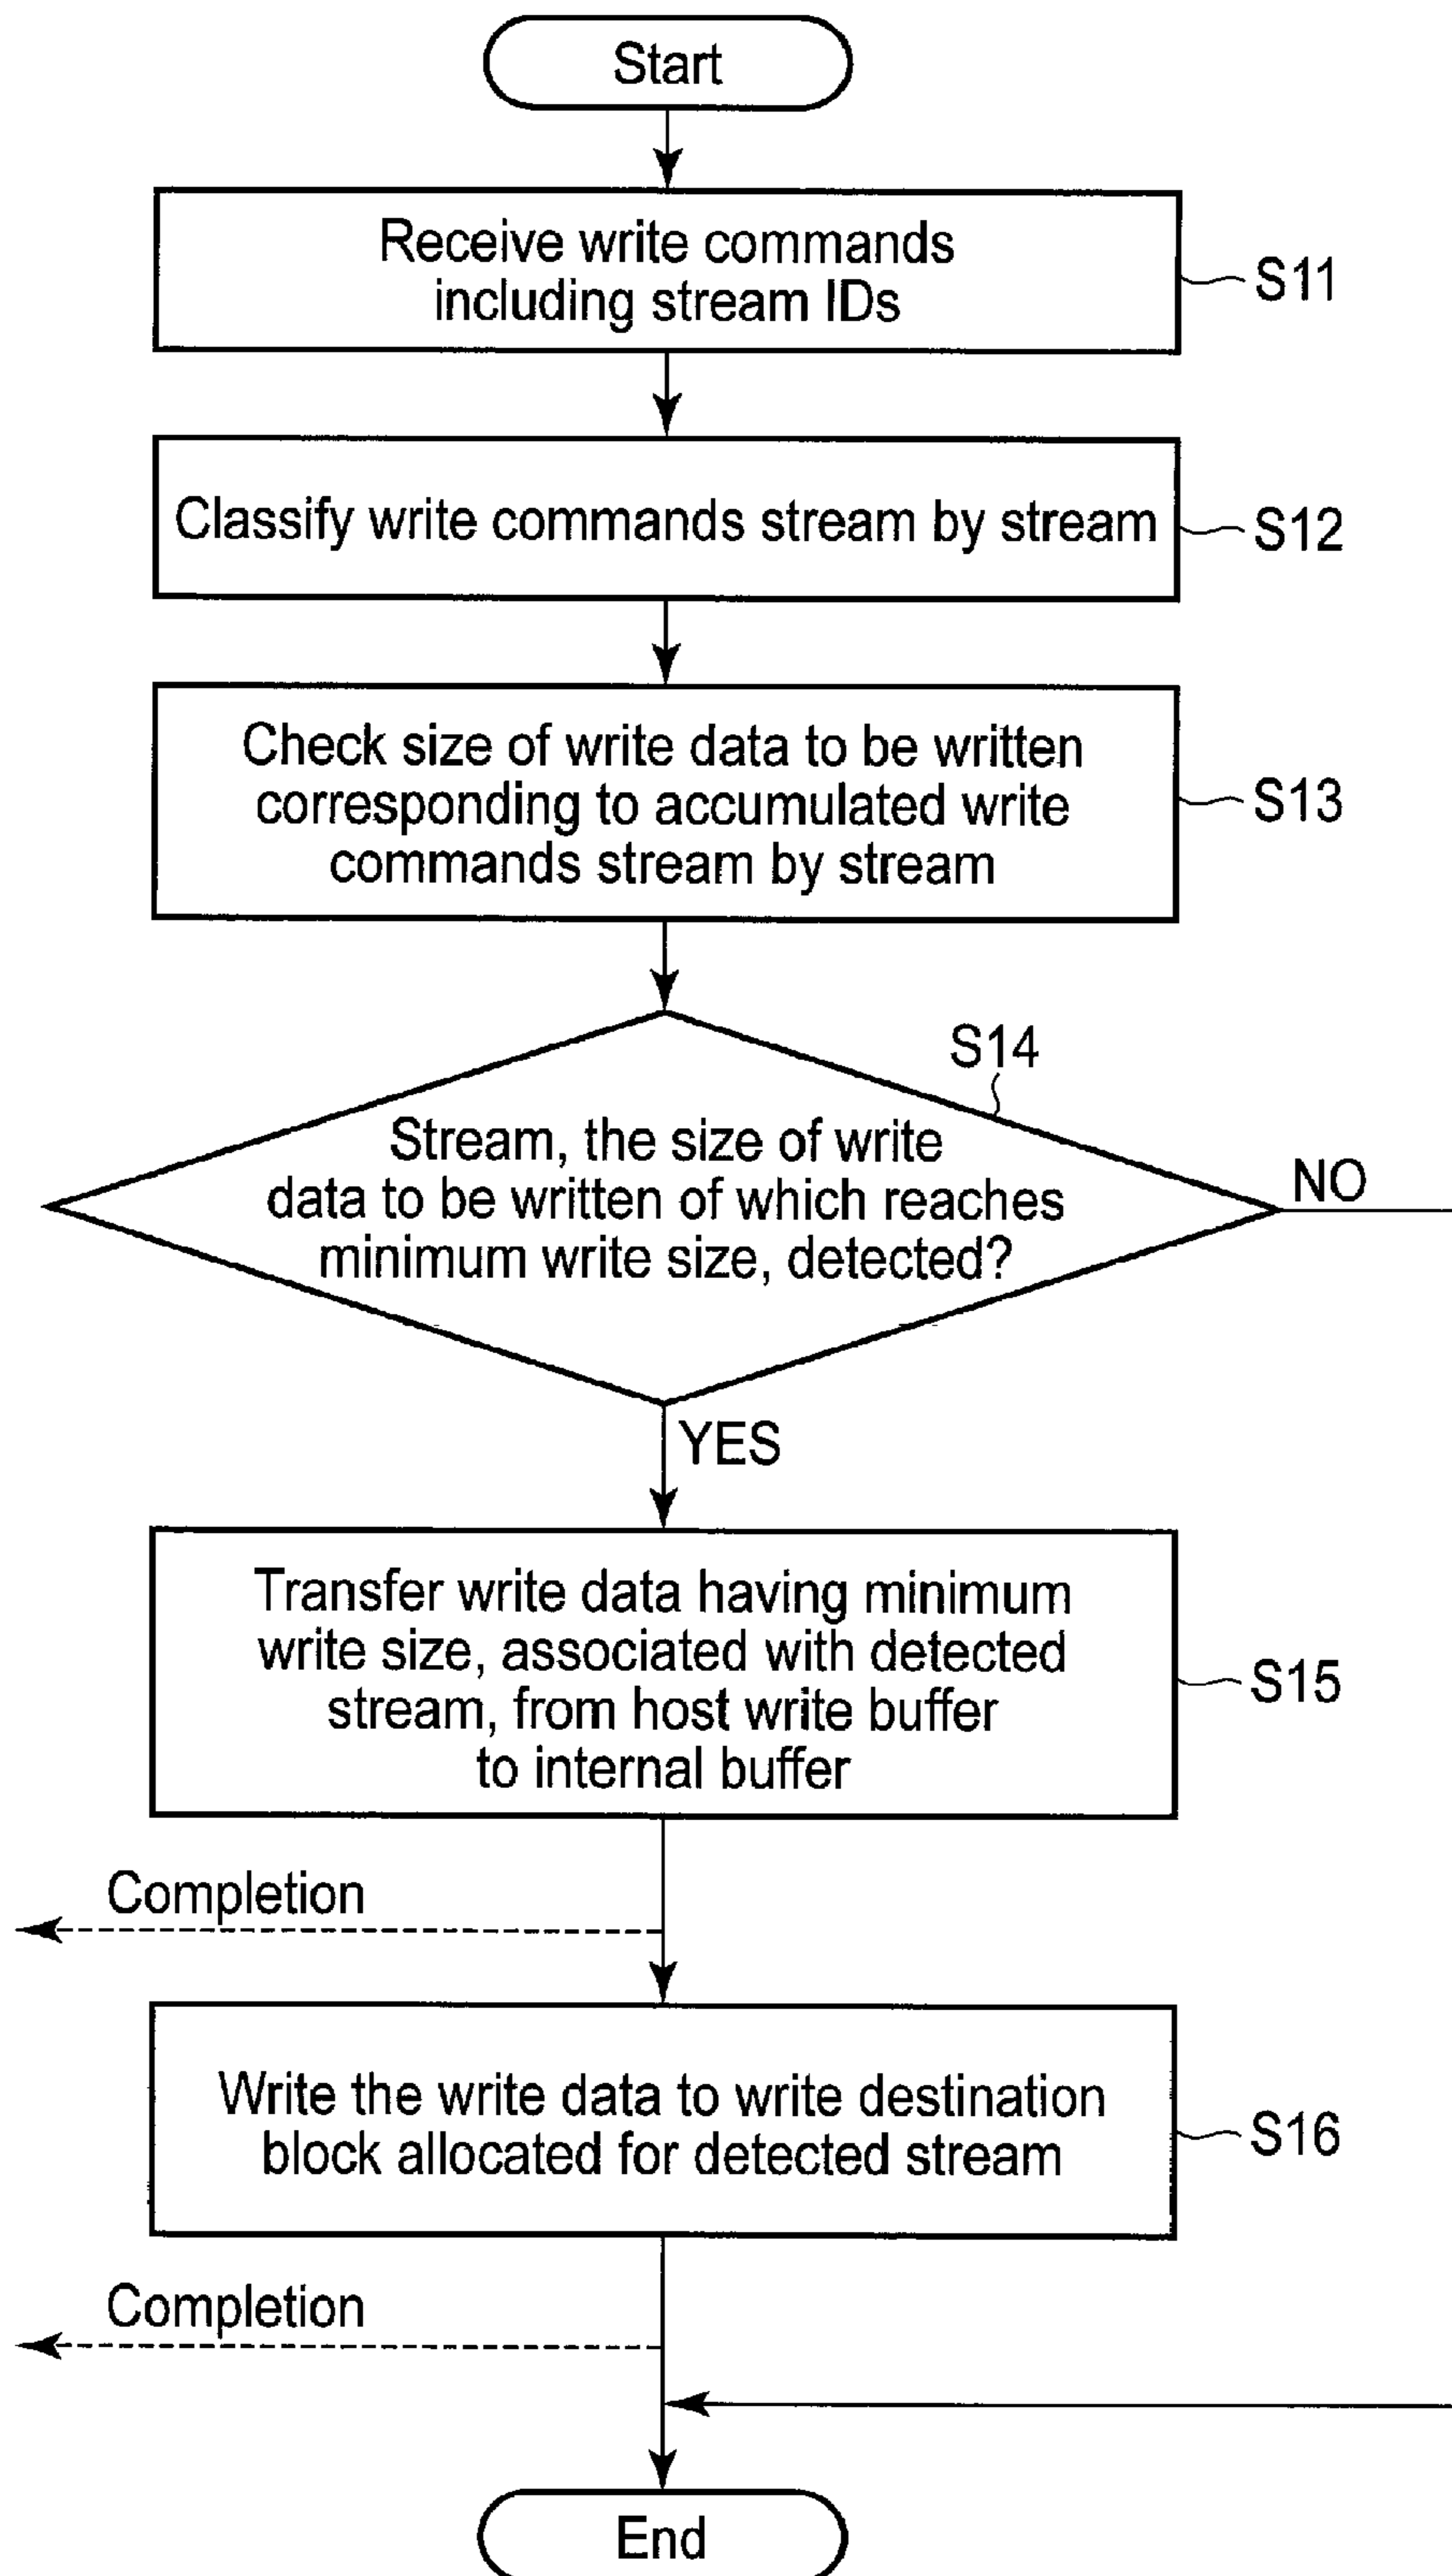 Start
Receive write commands
including stream IDs
S11
Classify write commands stream by stream
S12
Check size of write data to be written
corresponding to accumulated write
commands stream by stream
S13
S14
Stream, the size of write
data to be written of which reaches
minimum write size, detected?
NO
YES
Transfer write data having minimum
write size, associated with detected
stream, from host write buffer
to internal buffer
S15
Completion
Write the write data to write destination
block allocated for detected stream
S16
Completion
End